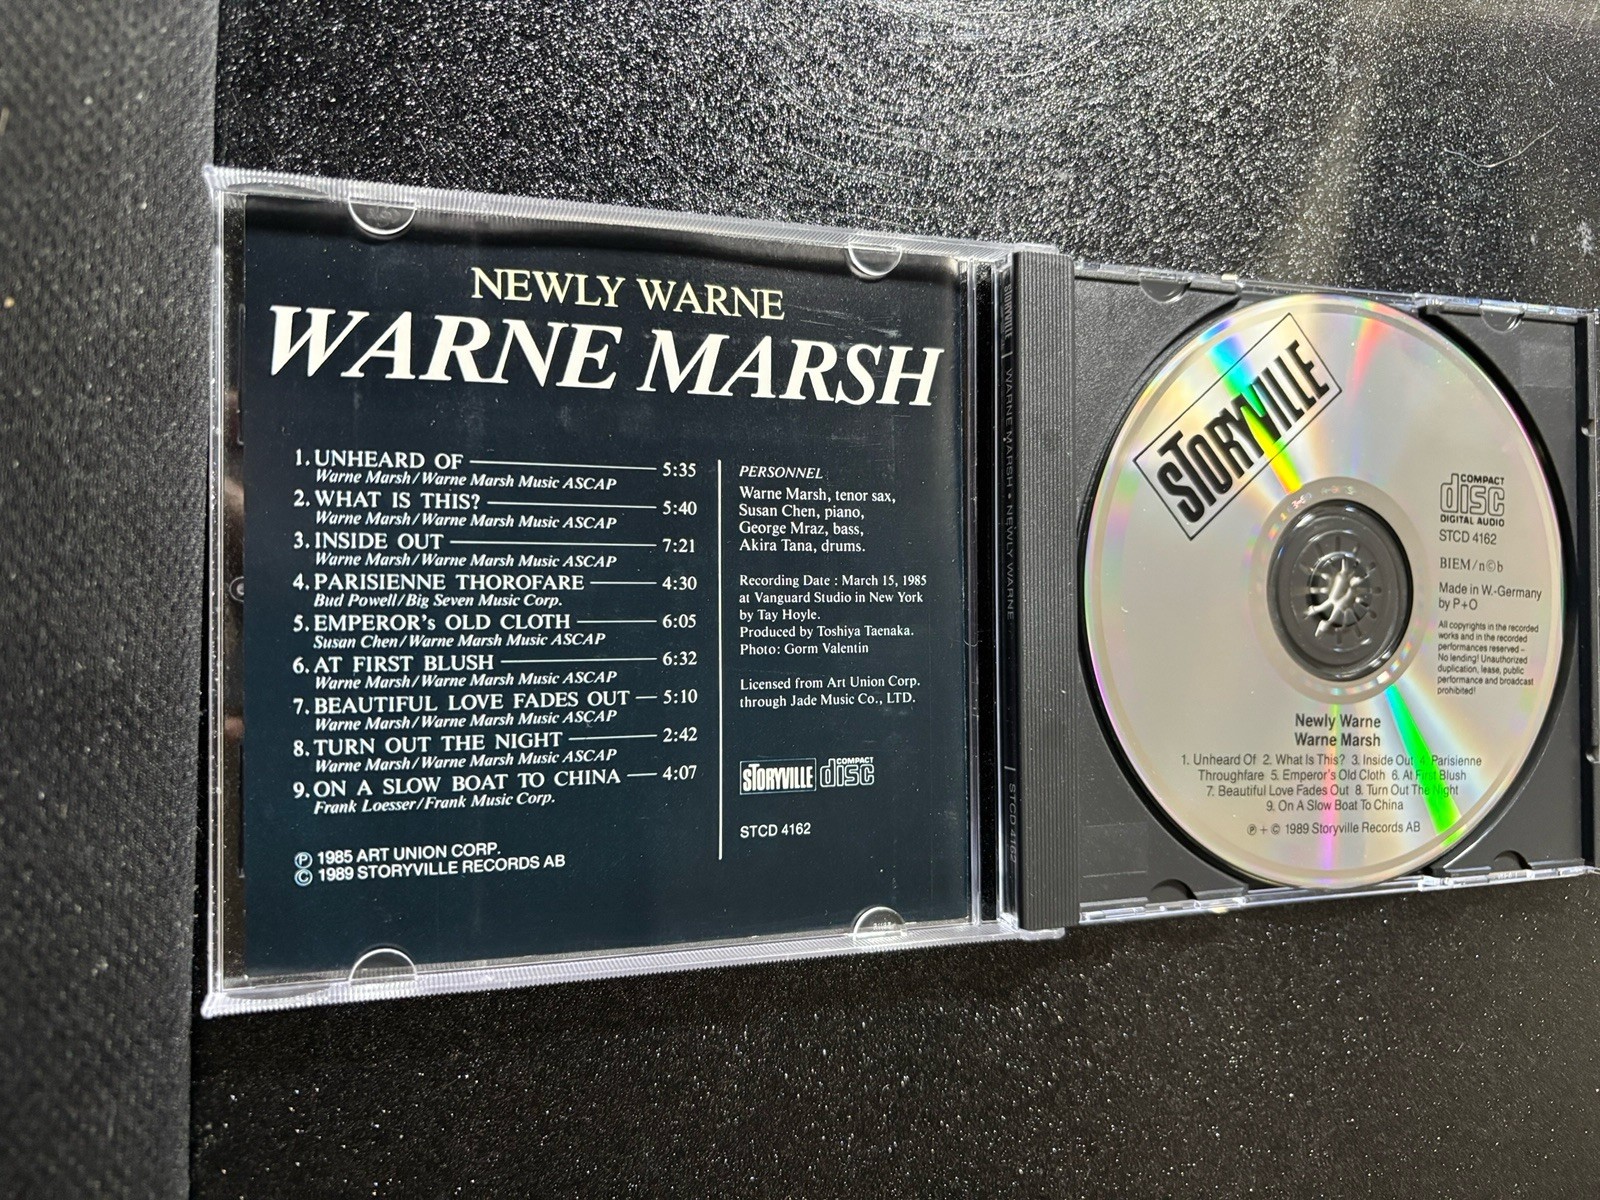 NEWLY WARNE
WARNE MARSH
1. UNHEARD OF 5:35
Warne Marsh/Warne Marsh Music ASCAP
2. WHAT IS THIS? 5:40
Warne Marsh/Warne Marsh Music ASCAP
3. INSIDE OUT 7:21
Warne Marsh/Warne Marsh Music ASCAP
4. PARISIENNE THOROFARE 4:30
Bud Powell/Big Seven Music Corp.
5. EMPEROR's OLD CLOTH 6:05
Susan Chen/Warne Marsh Music ASCAP
6. AT FIRST BLUSH 6:32
Warne Marsh/Warne Marsh Music ASCAP
7. BEAUTIFUL LOVE FADES OUT 5:10
Warne Marsh/Warne Marsh Music ASCAP
8. TURN OUT THE NIGHT 2:42
Warne Marsh/Warne Marsh Music ASCAP
9. ON A SLOW BOAT TO CHINA 4:07
Frank Loesser/Frank Music Corp.
Ⓟ 1985 ART UNION CORP.
© 1989 STORYVILLE RECORDS AB
PERSONNEL
Warne Marsh, tenor sax,
Susan Chen, piano,
George Mraz, bass,
Akira Tana, drums.
Recording Date : March 15, 1985
at Vanguard Studio in New York
by Tay Hoyle.
Produced by Toshiya Taenaka.
Photo: Gorm Valentin
Licensed from Art Union Corp.
through Jade Music Co., LTD.
STORYVILLE COMPACT disc
STCD 4162
STORYVILLE WARNE MARSH • NEWLY WARNE STCD 4162
STORYVILLE
COMPACT
disc
DIGITAL AUDIO
STCD 4162
BIEM/n©b
Made in W.-Germany
by P+O
All copyrights in the recorded
works and in the recorded
performances reserved –
No lending! Unauthorized
duplication, lease, public
performance and broadcast
prohibited!
Newly Warne
Warne Marsh
1. Unheard Of 2. What Is This? 3. Inside Out 4. Parisienne
Throughfare 5. Emperor's Old Cloth 6. At First Blush
7. Beautiful Love Fades Out 8. Turn Out The Night
9. On A Slow Boat To China
Ⓟ + © 1989 Storyville Records AB